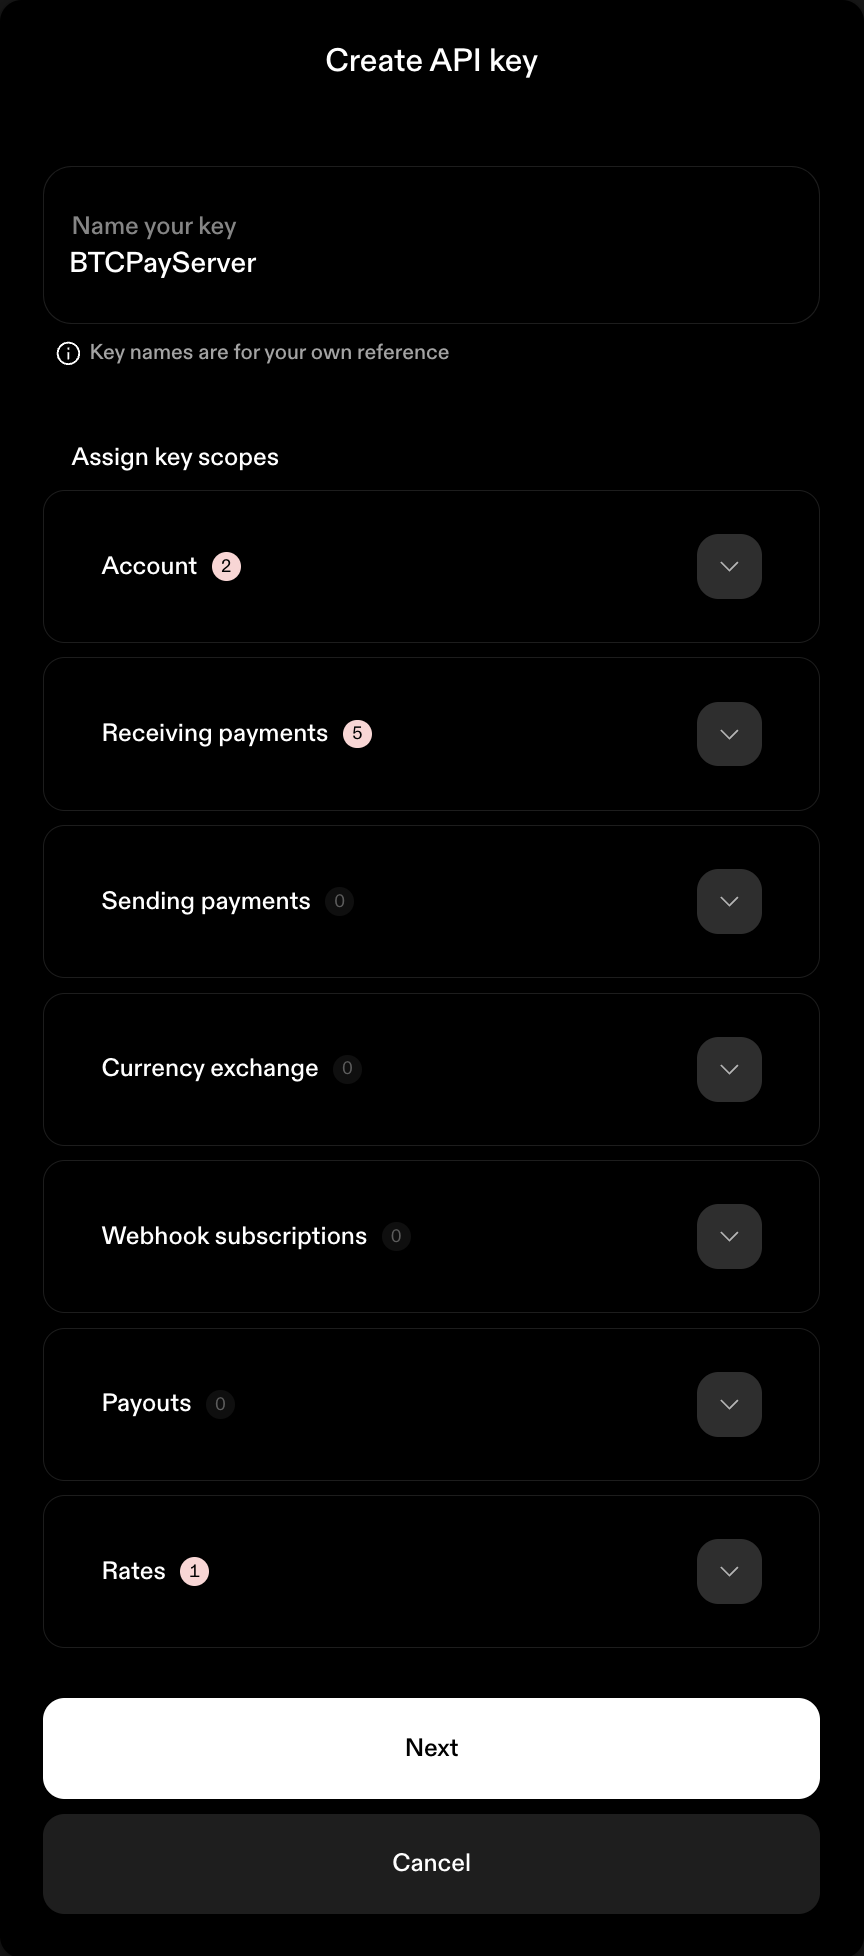 Create API key
Name your key
BTCPayServer
Key names are for your own reference
Assign key scopes
Account 2
Receiving payments 5
Sending payments 0
Currency exchange 0
Webhook subscriptions 0
Payouts 0
Rates 1
Next
Cancel